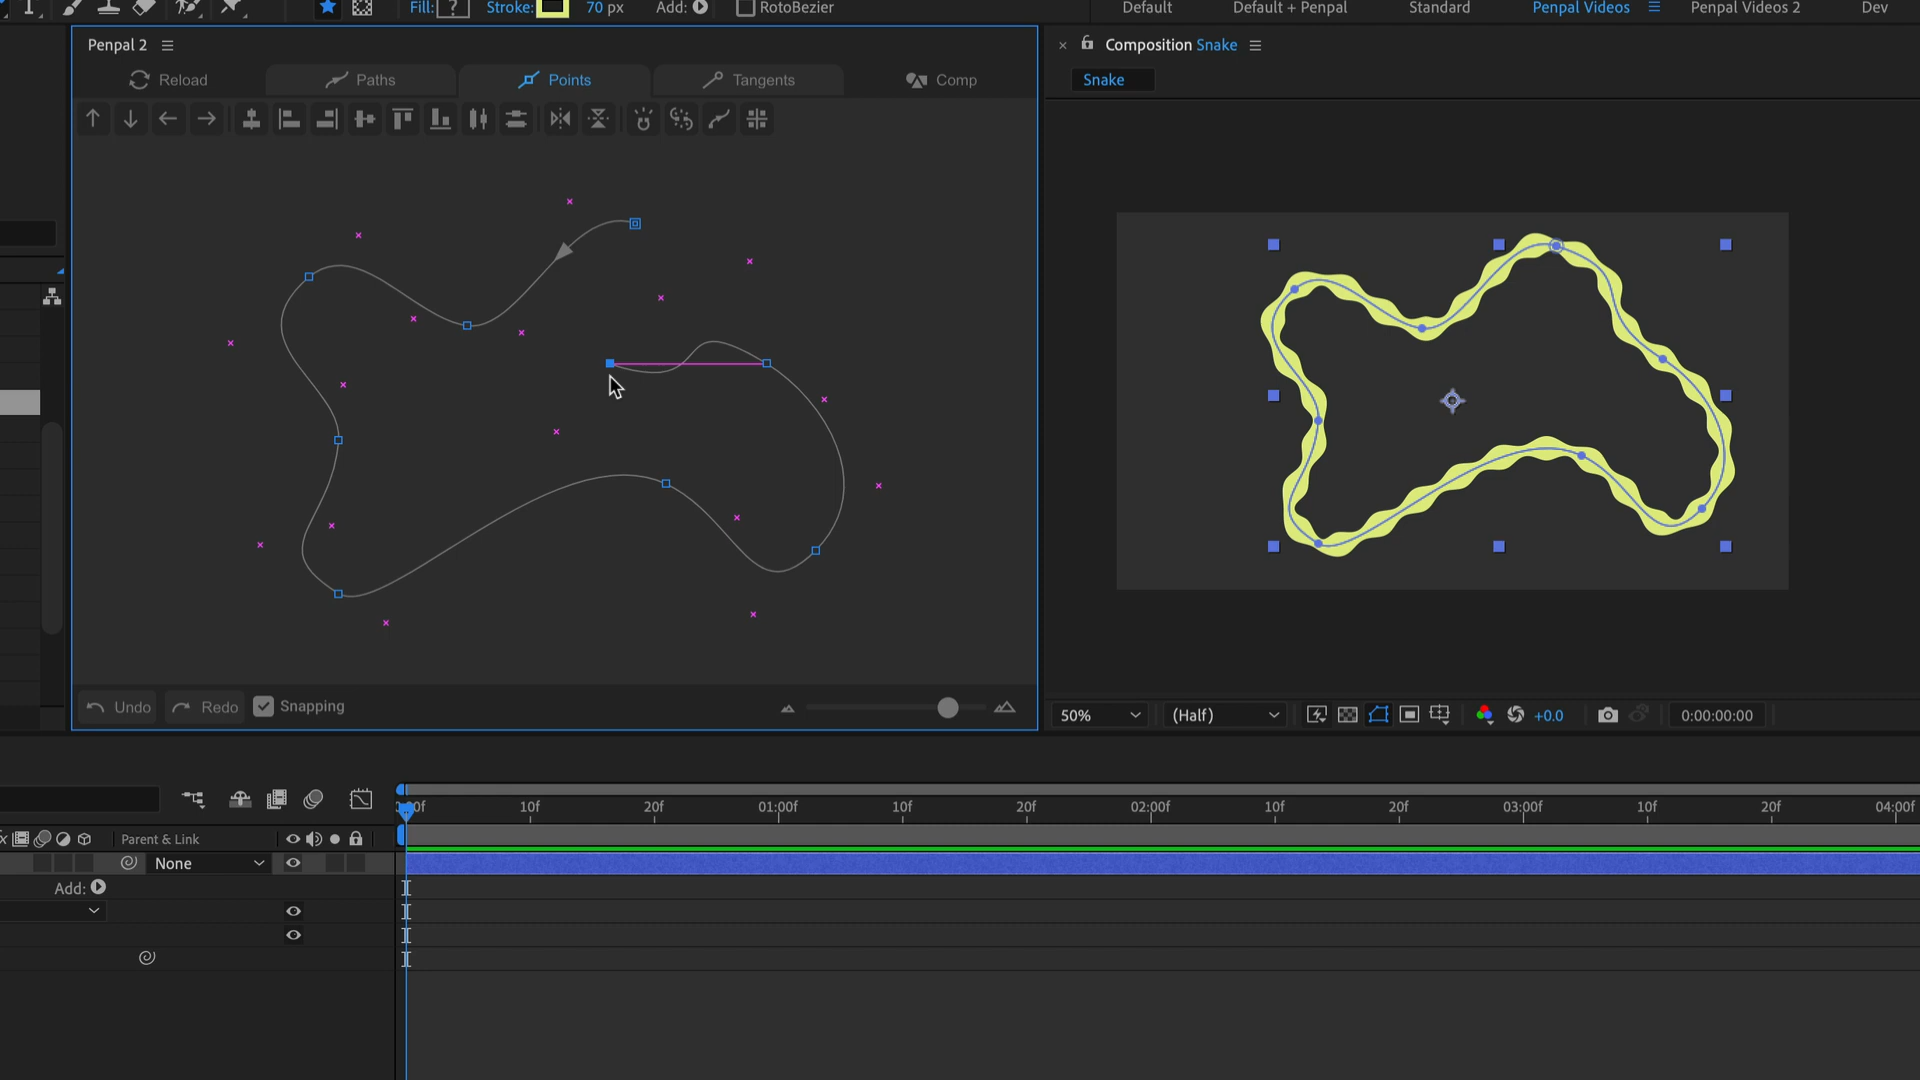 Fill: ?
Stroke:
70 px
Add:
RotoBezier
Default
Default + Penpal
Standard
Penpal Videos
Penpal Videos 2
Dev
Penpal 2
Composition Snake
Reload
Paths
Points
Tangents
Comp
Snake
Undo
Redo
Snapping
50%
(Half)
+0.0
0:00:00:00
10f
20f
01:00f
10f
20f
02:00f
10f
20f
03:00f
10f
20f
04:00f
Parent & Link
None
Add: